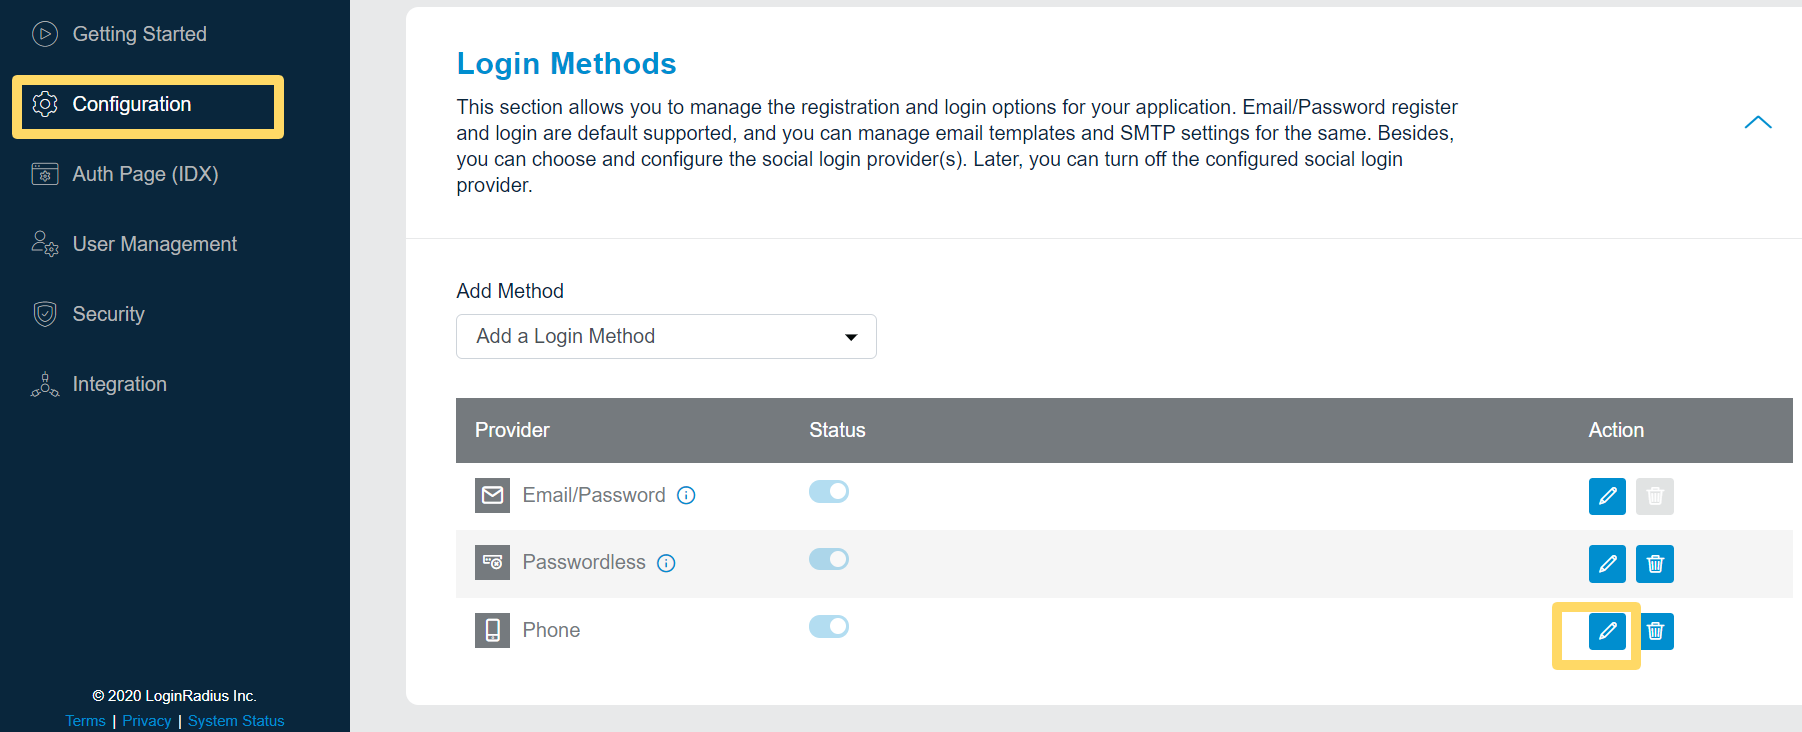 Getting Started
Configuration
Auth Page (IDX)
User Management
Security
Integration
© 2020 LoginRadius Inc.
Terms | Privacy | System Status
Login Methods
This section allows you to manage the registration and login options for your application. Email/Password register
and login are default supported, and you can manage email templates and SMTP settings for the same. Besides,
you can choose and configure the social login provider(s). Later, you can turn off the configured social login
provider.
Add Method
Add a Login Method
Provider Status Action
Email/Password
Passwordless
Phone